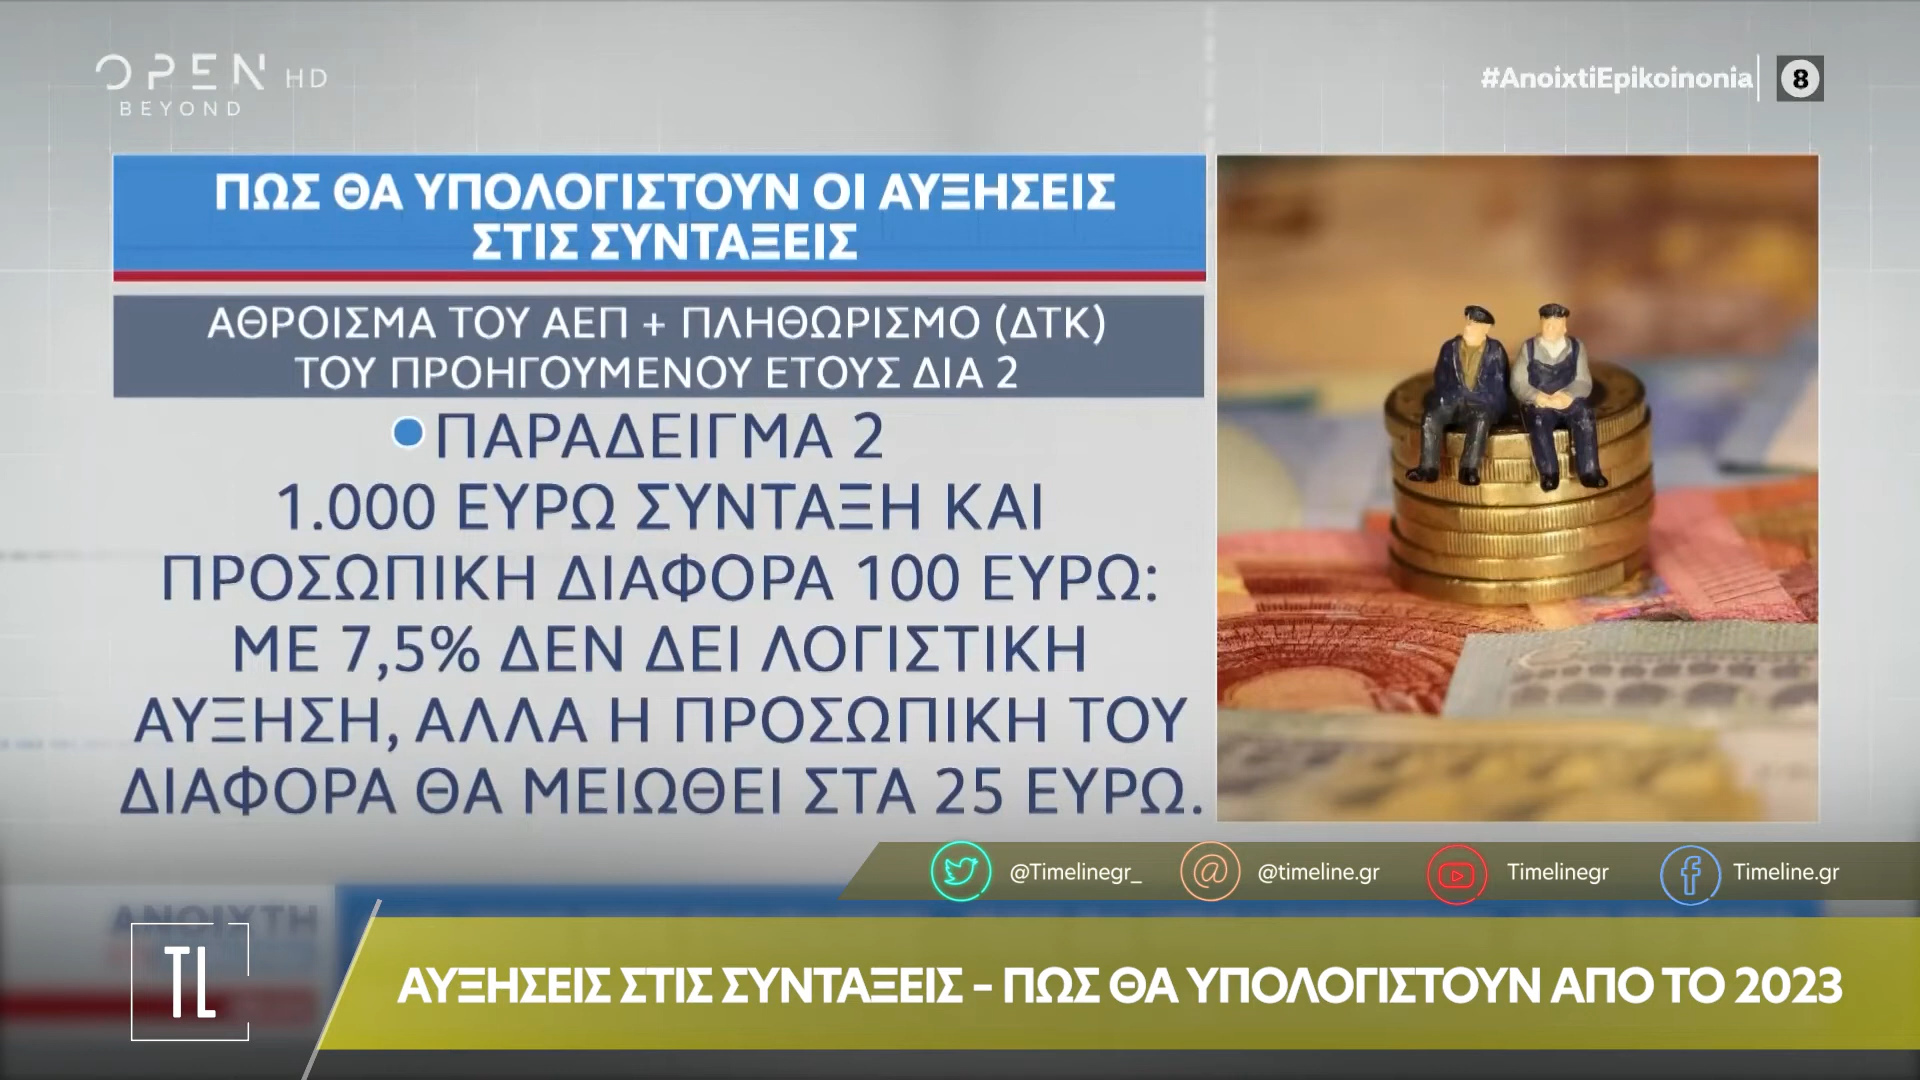 OPEN HD
BEYOND
#AnoixtiEpikoinonia
8
ΠΩΣ ΘΑ ΥΠΟΛΟΓΙΣΤΟΥΝ ΟΙ ΑΥΞΗΣΕΙΣ
ΣΤΙΣ ΣΥΝΤΑΞΕΙΣ
ΑΘΡΟΙΣΜΑ ΤΟΥ ΑΕΠ + ΠΛΗΘΩΡΙΣΜΟ (ΔΤΚ)
ΤΟΥ ΠΡΟΗΓΟΥΜΕΝΟΥ ΕΤΟΥΣ ΔΙΑ 2
ΠΑΡΑΔΕΙΓΜΑ 2
1.000 ΕΥΡΩ ΣΥΝΤΑΞΗ ΚΑΙ
ΠΡΟΣΩΠΙΚΗ ΔΙΑΦΟΡΑ 100 ΕΥΡΩ:
ΜΕ 7,5% ΔΕΝ ΔΕΙ ΛΟΓΙΣΤΙΚΗ
ΑΥΞΗΣΗ, ΑΛΛΑ Η ΠΡΟΣΩΠΙΚΗ ΤΟΥ
ΔΙΑΦΟΡΑ ΘΑ ΜΕΙΩΘΕΙ ΣΤΑ 25 ΕΥΡΩ.
@Timelinegr_
@timeline.gr
Timelinegr
Timeline.gr
ΑΝΟΙΧΤΗ
TL
ΑΥΞΗΣΕΙΣ ΣΤΙΣ ΣΥΝΤΑΞΕΙΣ - ΠΩΣ ΘΑ ΥΠΟΛΟΓΙΣΤΟΥΝ ΑΠΟ ΤΟ 2023